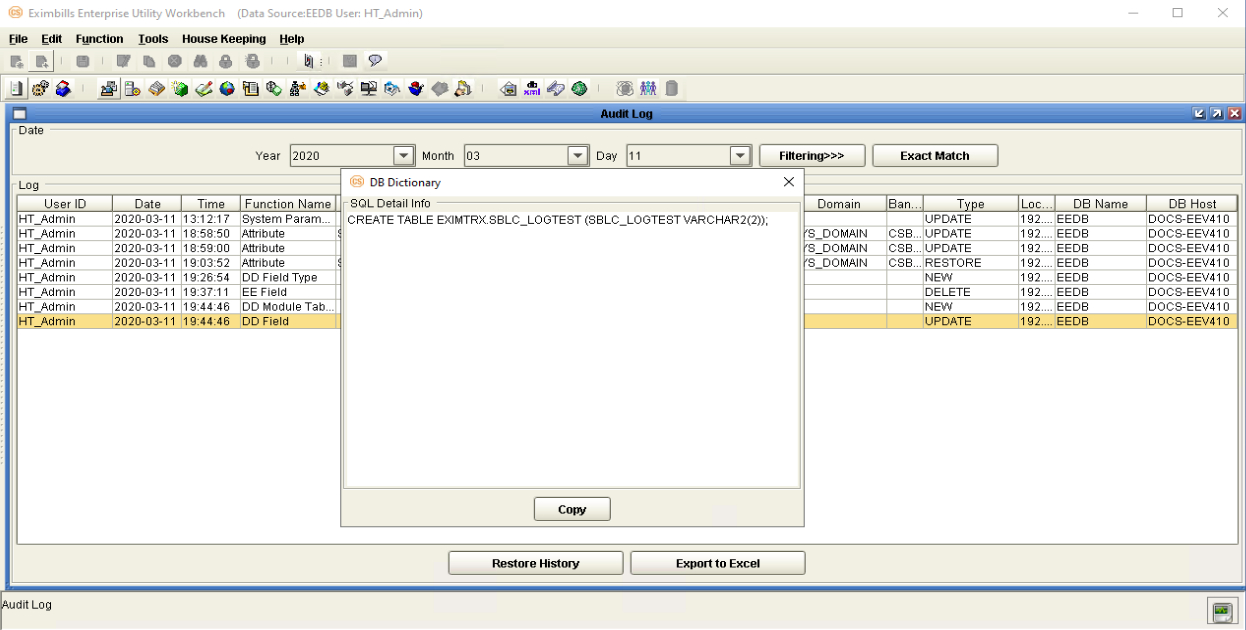 Eximbills Enterprise Utility Workbench (Data Source:EEDB User: HT_Admin)
File Edit Function Tools House Keeping Help
Audit Log
Date
Year 2020 Month 03 Day 11 Filtering>>> Exact Match
Log
User ID Date Time Function Name Domain Ban... Type Loc... DB Name DB Host
HT_Admin 2020-03-11 13:12:17 System Param... UPDATE 192.... EEDB DOCS-EEV410
HT_Admin 2020-03-11 18:58:50 Attribute S_DOMAIN CSB... UPDATE 192.... EEDB DOCS-EEV410
HT_Admin 2020-03-11 18:59:00 Attribute S_DOMAIN CSB... UPDATE 192.... EEDB DOCS-EEV410
HT_Admin 2020-03-11 19:03:52 Attribute S_DOMAIN CSB... RESTORE 192.... EEDB DOCS-EEV410
HT_Admin 2020-03-11 19:26:54 DD Field Type NEW 192.... EEDB DOCS-EEV410
HT_Admin 2020-03-11 19:37:11 EE Field DELETE 192.... EEDB DOCS-EEV410
HT_Admin 2020-03-11 19:44:46 DD Module Tab... NEW 192.... EEDB DOCS-EEV410
HT_Admin 2020-03-11 19:44:46 DD Field UPDATE 192.... EEDB DOCS-EEV410
CS DB Dictionary
SQL Detail Info
CREATE TABLE EXIMTRX.SBLC_LOGTEST (SBLC_LOGTEST VARCHAR2(2));
Copy
Restore History Export to Excel
Audit Log